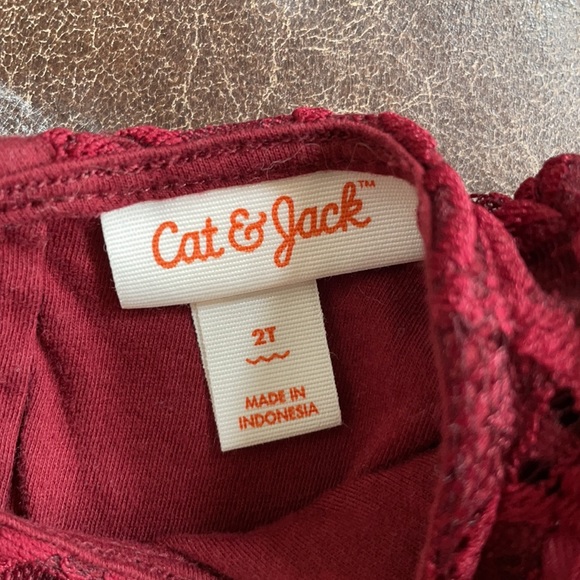 Cat & Jack™
2T
MADE IN
INDONESIA